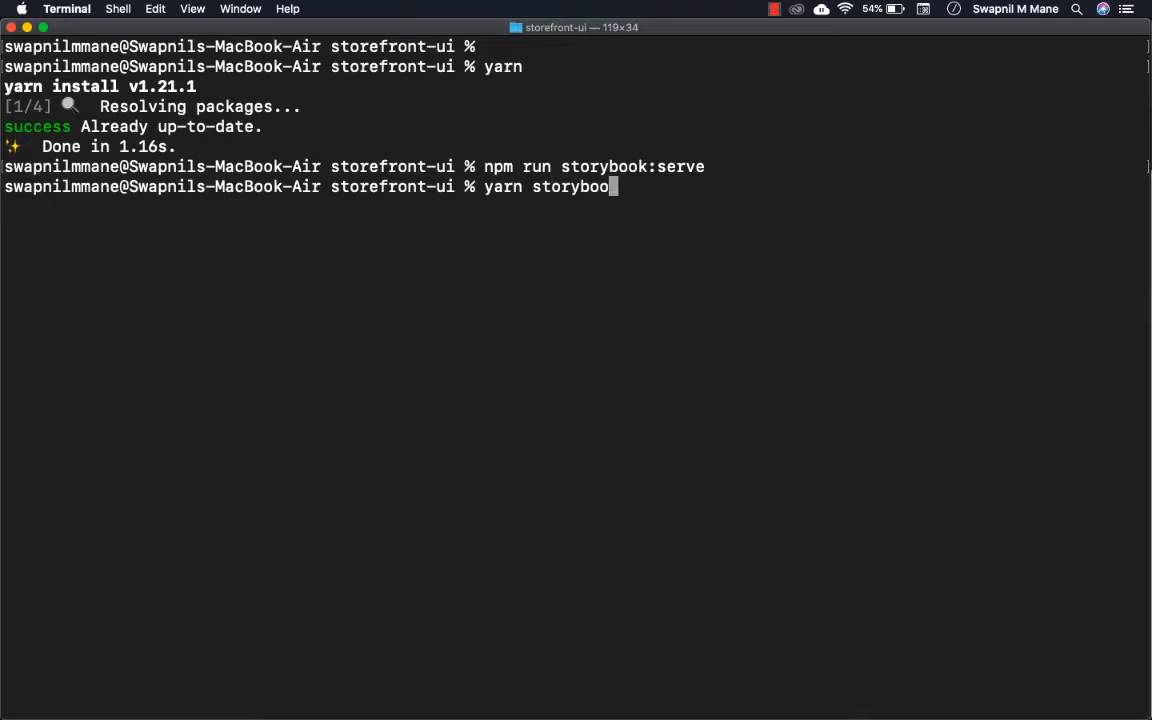 Terminal Shell Edit View Window Help 54% Swapnil M Mane
storefront-ui — 119×34
[swapnilmmane@Swapnils-MacBook-Air storefront-ui % ]
[swapnilmmane@Swapnils-MacBook-Air storefront-ui % yarn ]
yarn install v1.21.1
[1/4] 🔍 Resolving packages...
success Already up-to-date.
✨ Done in 1.16s.
[swapnilmmane@Swapnils-MacBook-Air storefront-ui % npm run storybook:serve ]
swapnilmmane@Swapnils-MacBook-Air storefront-ui % yarn storyboo